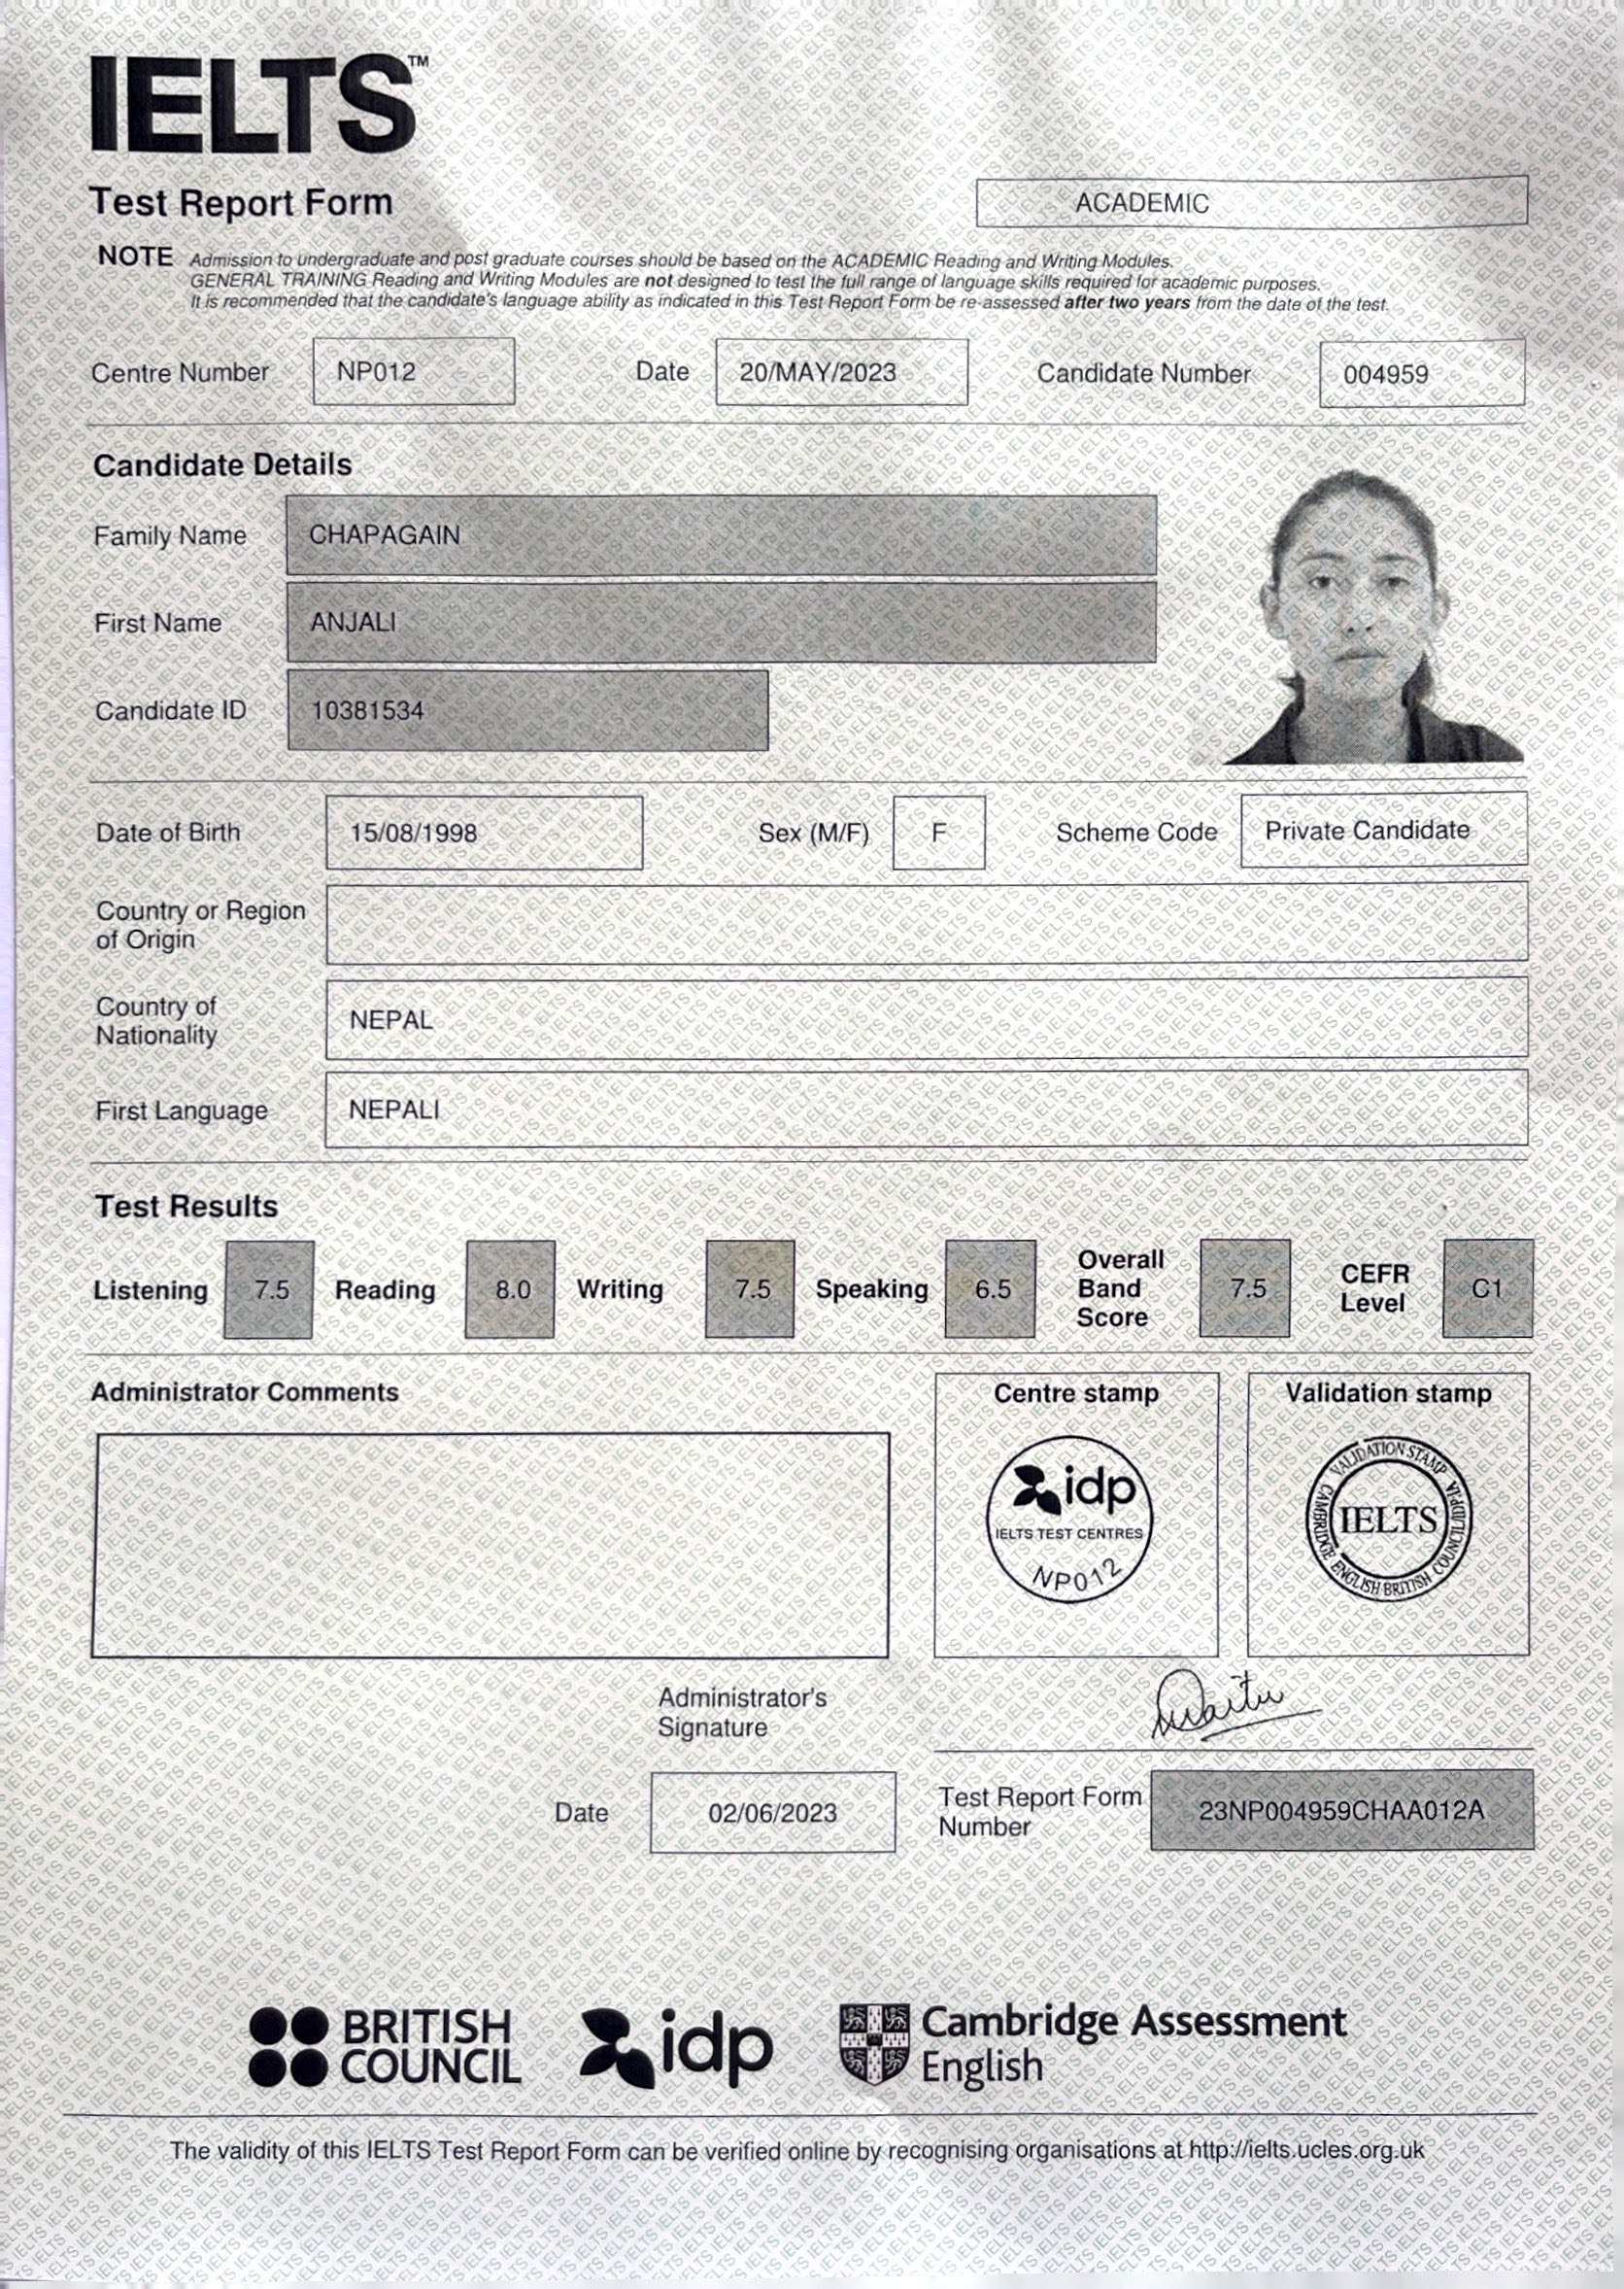 IELTS™
Test Report Form
ACADEMIC
NOTE Admission to undergraduate and post graduate courses should be based on the ACADEMIC Reading and Writing Modules.
GENERAL TRAINING Reading and Writing Modules are not designed to test the full range of language skills required for academic purposes.
It is recommended that the candidate's language ability as indicated in this Test Report Form be re-assessed after two years from the date of the test.
Centre Number NP012 Date 20/MAY/2023 Candidate Number 004959
Candidate Details
Family Name CHAPAGAIN
First Name ANJALI
Candidate ID 10381534
Date of Birth 15/08/1998 Sex (M/F) F Scheme Code Private Candidate
Country or Region
of Origin
Country of
Nationality NEPAL
First Language NEPALI
Test Results
Listening 7.5 Reading 8.0 Writing 7.5 Speaking 6.5 Overall Band Score 7.5 CEFR Level C1
Administrator Comments
Centre stamp
idp
IELTS TEST CENTRES
NP012
Validation stamp
VALIDATION STAMP
CAMBRIDGE ENGLISH·BRITISH COUNCIL·IDP:IA
IELTS
Administrator's
Signature
Date 02/06/2023
Test Report Form
Number 23NP004959CHAA012A
BRITISH
COUNCIL
idp
Cambridge Assessment
English
The validity of this IELTS Test Report Form can be verified online by recognising organisations at http://ielts.ucles.org.uk